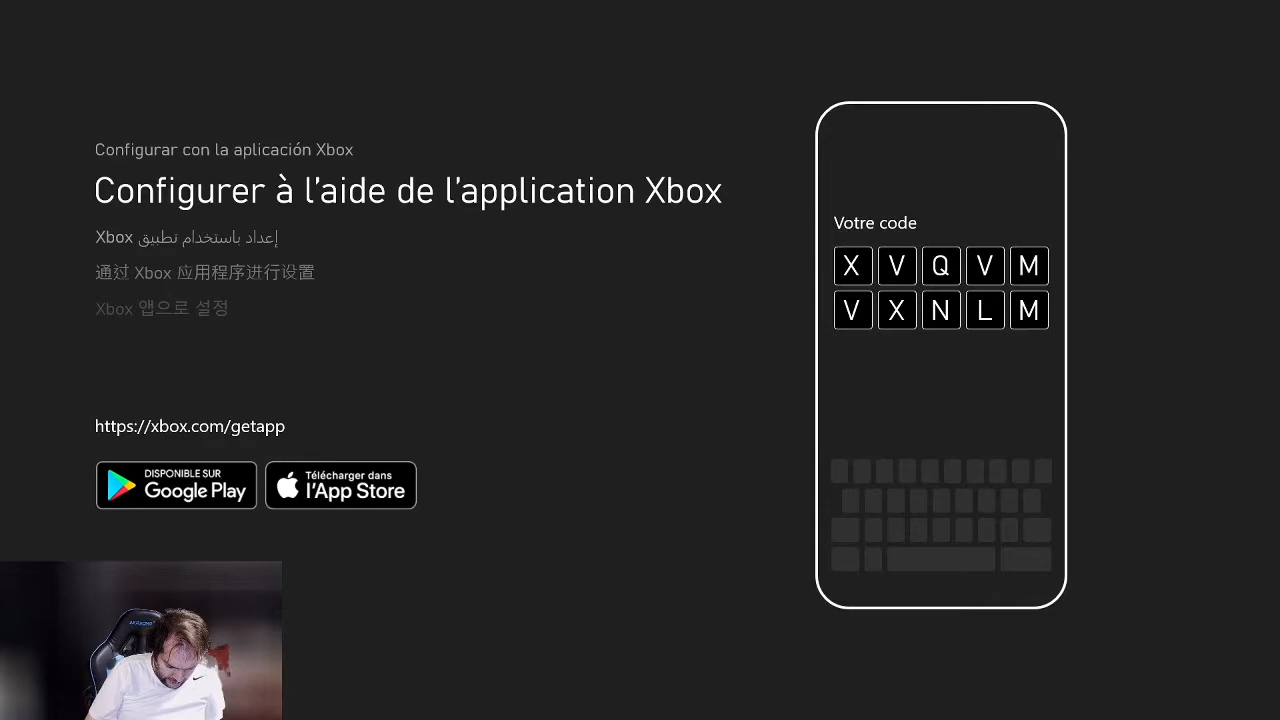 Configurar con la aplicación Xbox
Configurer à l’aide de l’application Xbox
إعداد باستخدام تطبيق Xbox
通过 Xbox 应用程序进行设置
Xbox 앱으로 설정
https://xbox.com/getapp
DISPONIBLE SUR
Google Play
Télécharger dans
l’App Store
Votre code
X V Q V M
V X N L M